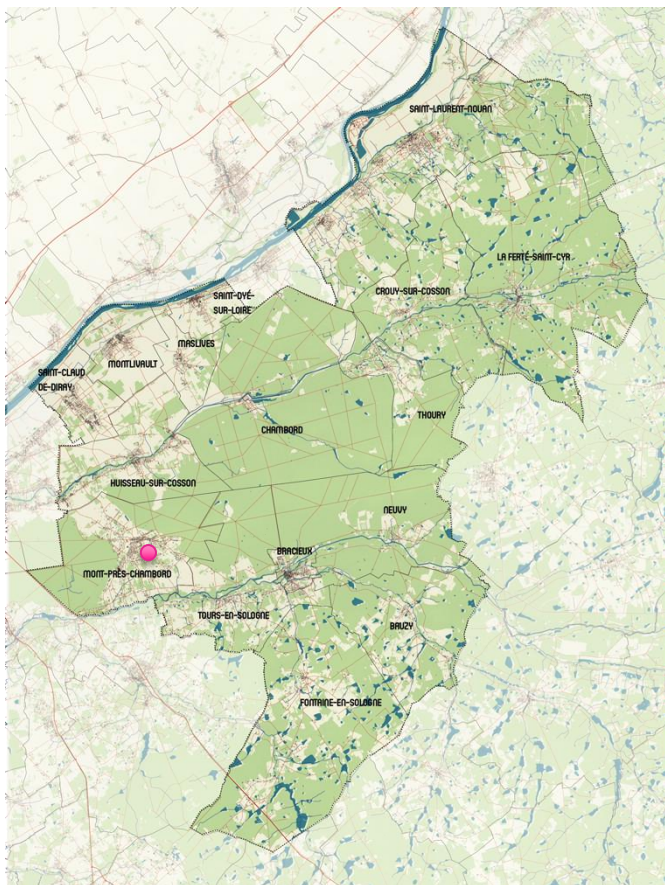 SAINT-LAURENT-NOUAN
LA FERTÉ-SAINT-CYR
CROUY-SUR-COSSON
SAINT-DYÉ-
SUR-LOIRE
MASLIVES
MONTLIVAULT
SAINT-CLAUD
DE-DIRAY
THOURY
CHAMBORD
HUISSEAU-SUR-COSSON
NEUVY
BRACIEUX
MONT-PRÈS-CHAMBORD
TOURS-EN-SOLOGNE
BAUZY
FONTAINE-EN-SOLOGNE